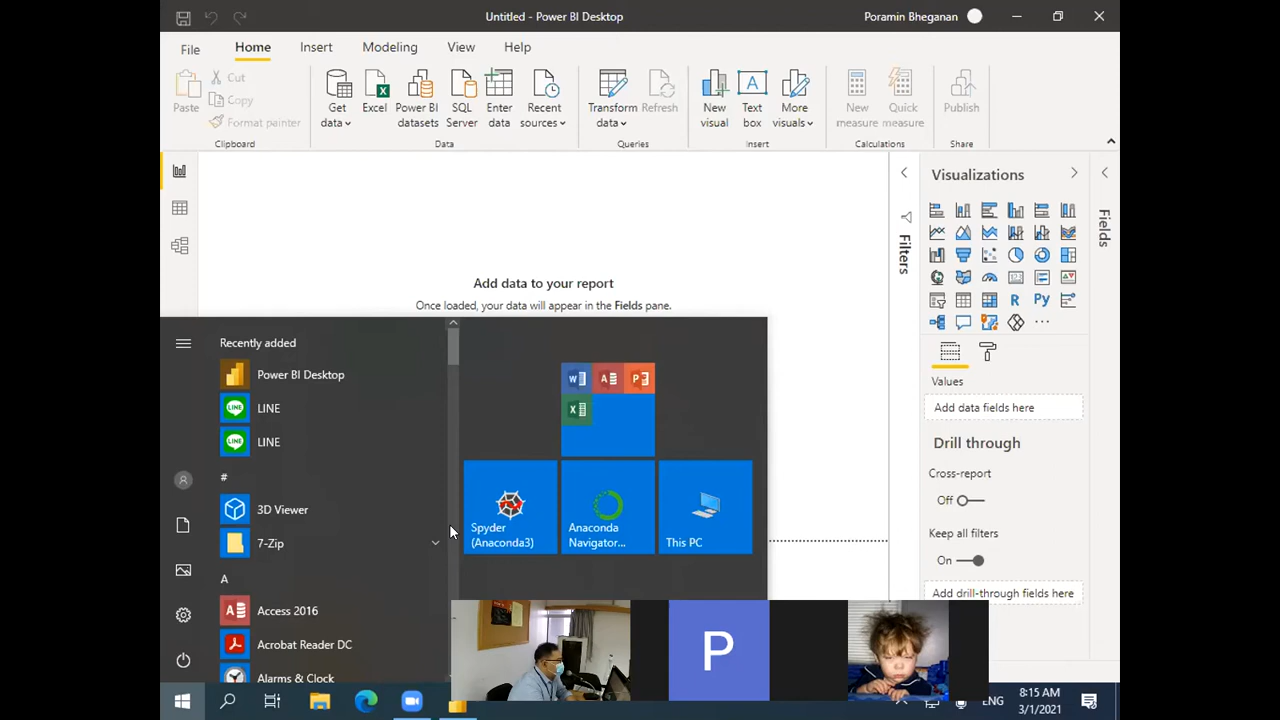 Untitled - Power BI Desktop
Poramin Bheganan
File
Home
Insert
Modeling
View
Help
Paste
Cut
Copy
Format painter
Clipboard
Get data
Excel
Power BI datasets
SQL Server
Enter data
Recent sources
Data
Transform data
Refresh
Queries
New visual
Text box
More visuals
Insert
New measure
Quick measure
Calculations
Publish
Share
Add data to your report
Once loaded, your data will appear in the Fields pane.
Filters
Visualizations
Fields
R
Py
Values
Add data fields here
Drill through
Cross-report
Off
Keep all filters
On
Add drill-through fields here
Recently added
Power BI Desktop
LINE
LINE
#
3D Viewer
7-Zip
A
Access 2016
Acrobat Reader DC
Alarms & Clock
Spyder
(Anaconda3)
Anaconda
Navigator...
This PC
P
ENG
8:15 AM
3/1/2021